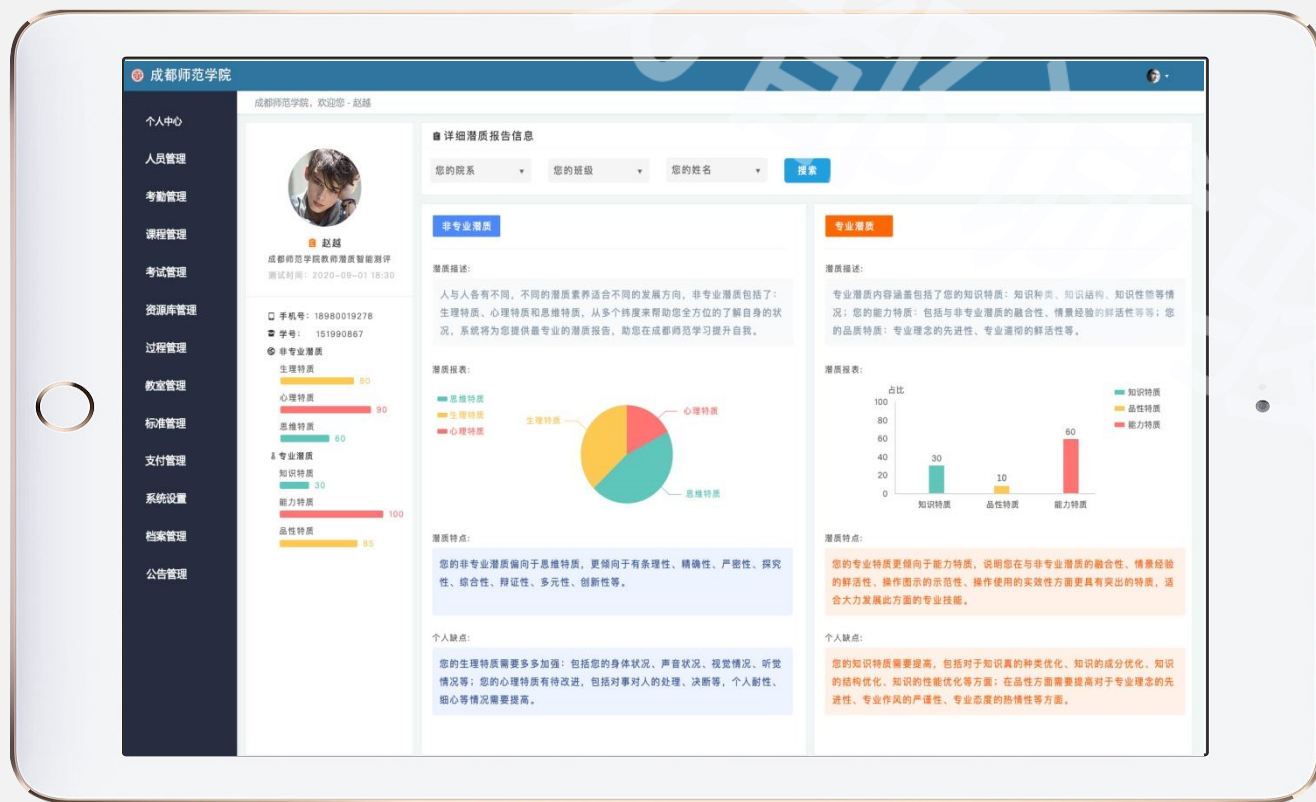 成都师范学院
成都师范学院，欢迎您 - 赵越
个人中心
人员管理
考勤管理
课程管理
考试管理
资源库管理
过程管理
教室管理
标准管理
支付管理
系统设置
档案管理
公告管理
赵越
成都师范学院教师潜质智能测评
测试时间：2020-09-01 18:30
手机号：18980019278
学号： 151990867
非专业潜质
生理特质
80
心理特质
90
思维特质
60
专业潜质
知识特质
30
能力特质
100
品性特质
85
详细潜质报告信息
您的院系
您的班级
您的姓名
搜索
非专业潜质
潜质描述:
人与人各有不同，不同的潜质素养适合不同的发展方向，非专业潜质包括了：
生理特质、心理特质和思维特质，从多个纬度来帮助您全方位的了解自身的状
况，系统将为您提供最专业的潜质报告，助您在成都师范学习提升自我。
潜质报表:
思维特质
生理特质
心理特质
生理特质
心理特质
思维特质
潜质特点:
您的非专业潜质偏向于思维特质，更倾向于有条理性、精确性、严密性、探究
性、综合性、辩证性、多元性、创新性等。
个人缺点:
您的生理特质需要多多加强：包括您的身体状况、声音状况、视觉情况、听觉
情况等；您的心理特质有待改进，包括对事对人的处理、决断等，个人耐性、
细心等情况需要提高。
专业潜质
潜质描述:
专业潜质内容涵盖包括了您的知识特质：知识种类、知识结构、知识性能等情
况；您的能力特质：包括与非专业潜质的融合性、情景经验的鲜活性等等；您
的品质特质：专业理念的先进性、专业道彻的鲜活性等。
潜质报表:
占比
100
80
60
40
20
0
30
10
60
知识特质
品性特质
能力特质
知识特质
品性特质
能力特质
潜质特点:
您的专业特质更倾向于能力特质，说明您在与非专业潜质的融合性、情景经验
的鲜活性、操作图示的示范性、操作使用的实效性方面更具有突出的特质，适
合大力发展此方面的专业技能。
个人缺点:
您的知识特质需要提高，包括对于知识真的种类优化、知识的成分优化、知识
的结构优化、知识的性能优化等方面；在品性方面需要提高对于专业理念的先
进性、专业作风的严谨性、专业态度的热情性等方面。